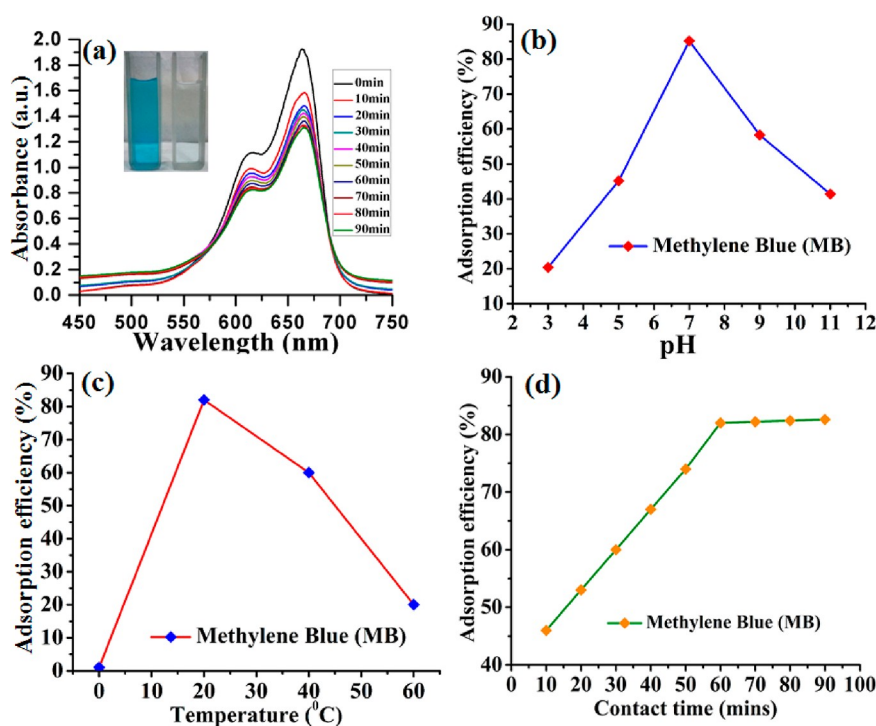 (a)
2.0
1.8
1.6
1.4
1.2
1.0
0.8
0.6
0.4
0.2
0.0
Absorbance (a.u.)
0min
10min
20min
30min
40min
50min
60min
70min
80min
90min
450 500 550 600 650 700 750
Wavelength (nm)
(b)
90
80
70
60
50
40
30
20
10
Adsorption efficiency (%)
Methylene Blue (MB)
2 3 4 5 6 7 8 9 10 11 12
pH
(c)
90
80
70
60
50
40
30
20
10
0
Adsorption efficiency (%)
Methylene Blue (MB)
0 20 40 60
Temperature (⁰C)
(d)
90
80
70
60
50
40
Adsorption efficiency (%)
Methylene Blue (MB)
0 10 20 30 40 50 60 70 80 90 100
Contact time (mins)